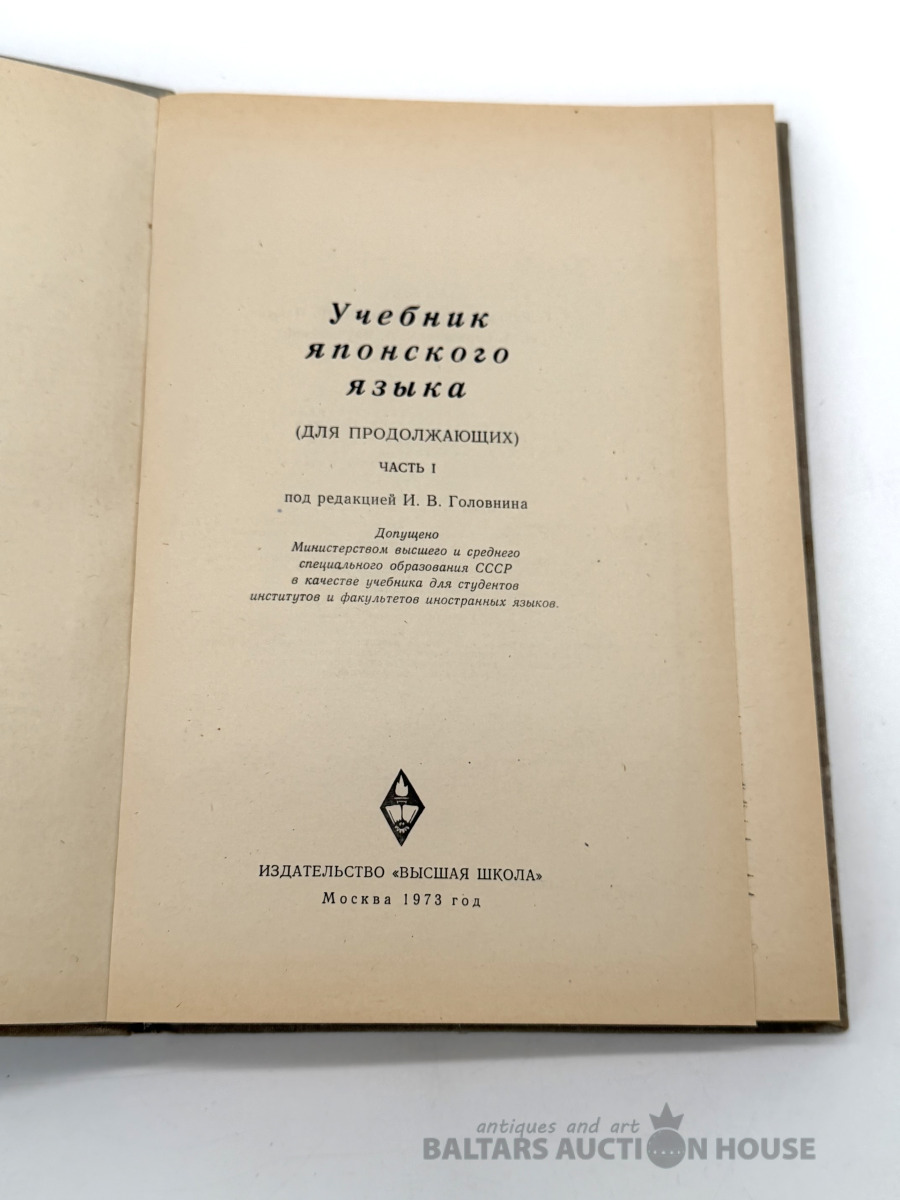 Учебник
японского
языка
(ДЛЯ ПРОДОЛЖАЮЩИХ)
ЧАСТЬ I
под редакцией И. В. Головнина
Допущено
Министерством высшего и среднего
специального образования СССР
в качестве учебника для студентов
институтов и факультетов иностранных языков.
ИЗДАТЕЛЬСТВО «ВЫСШАЯ ШКОЛА»
Москва 1973 год
antiques and art
BALTARS AUCTION HOUSE